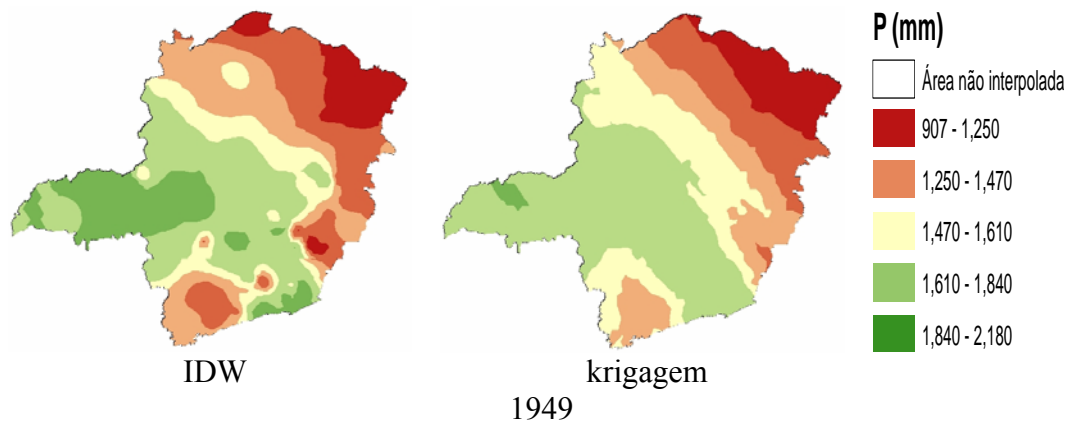 P (mm)
Área não interpolada
907 - 1,250
1,250 - 1,470
1,470 - 1,610
1,610 - 1,840
1,840 - 2,180
IDW
krigagem
1949